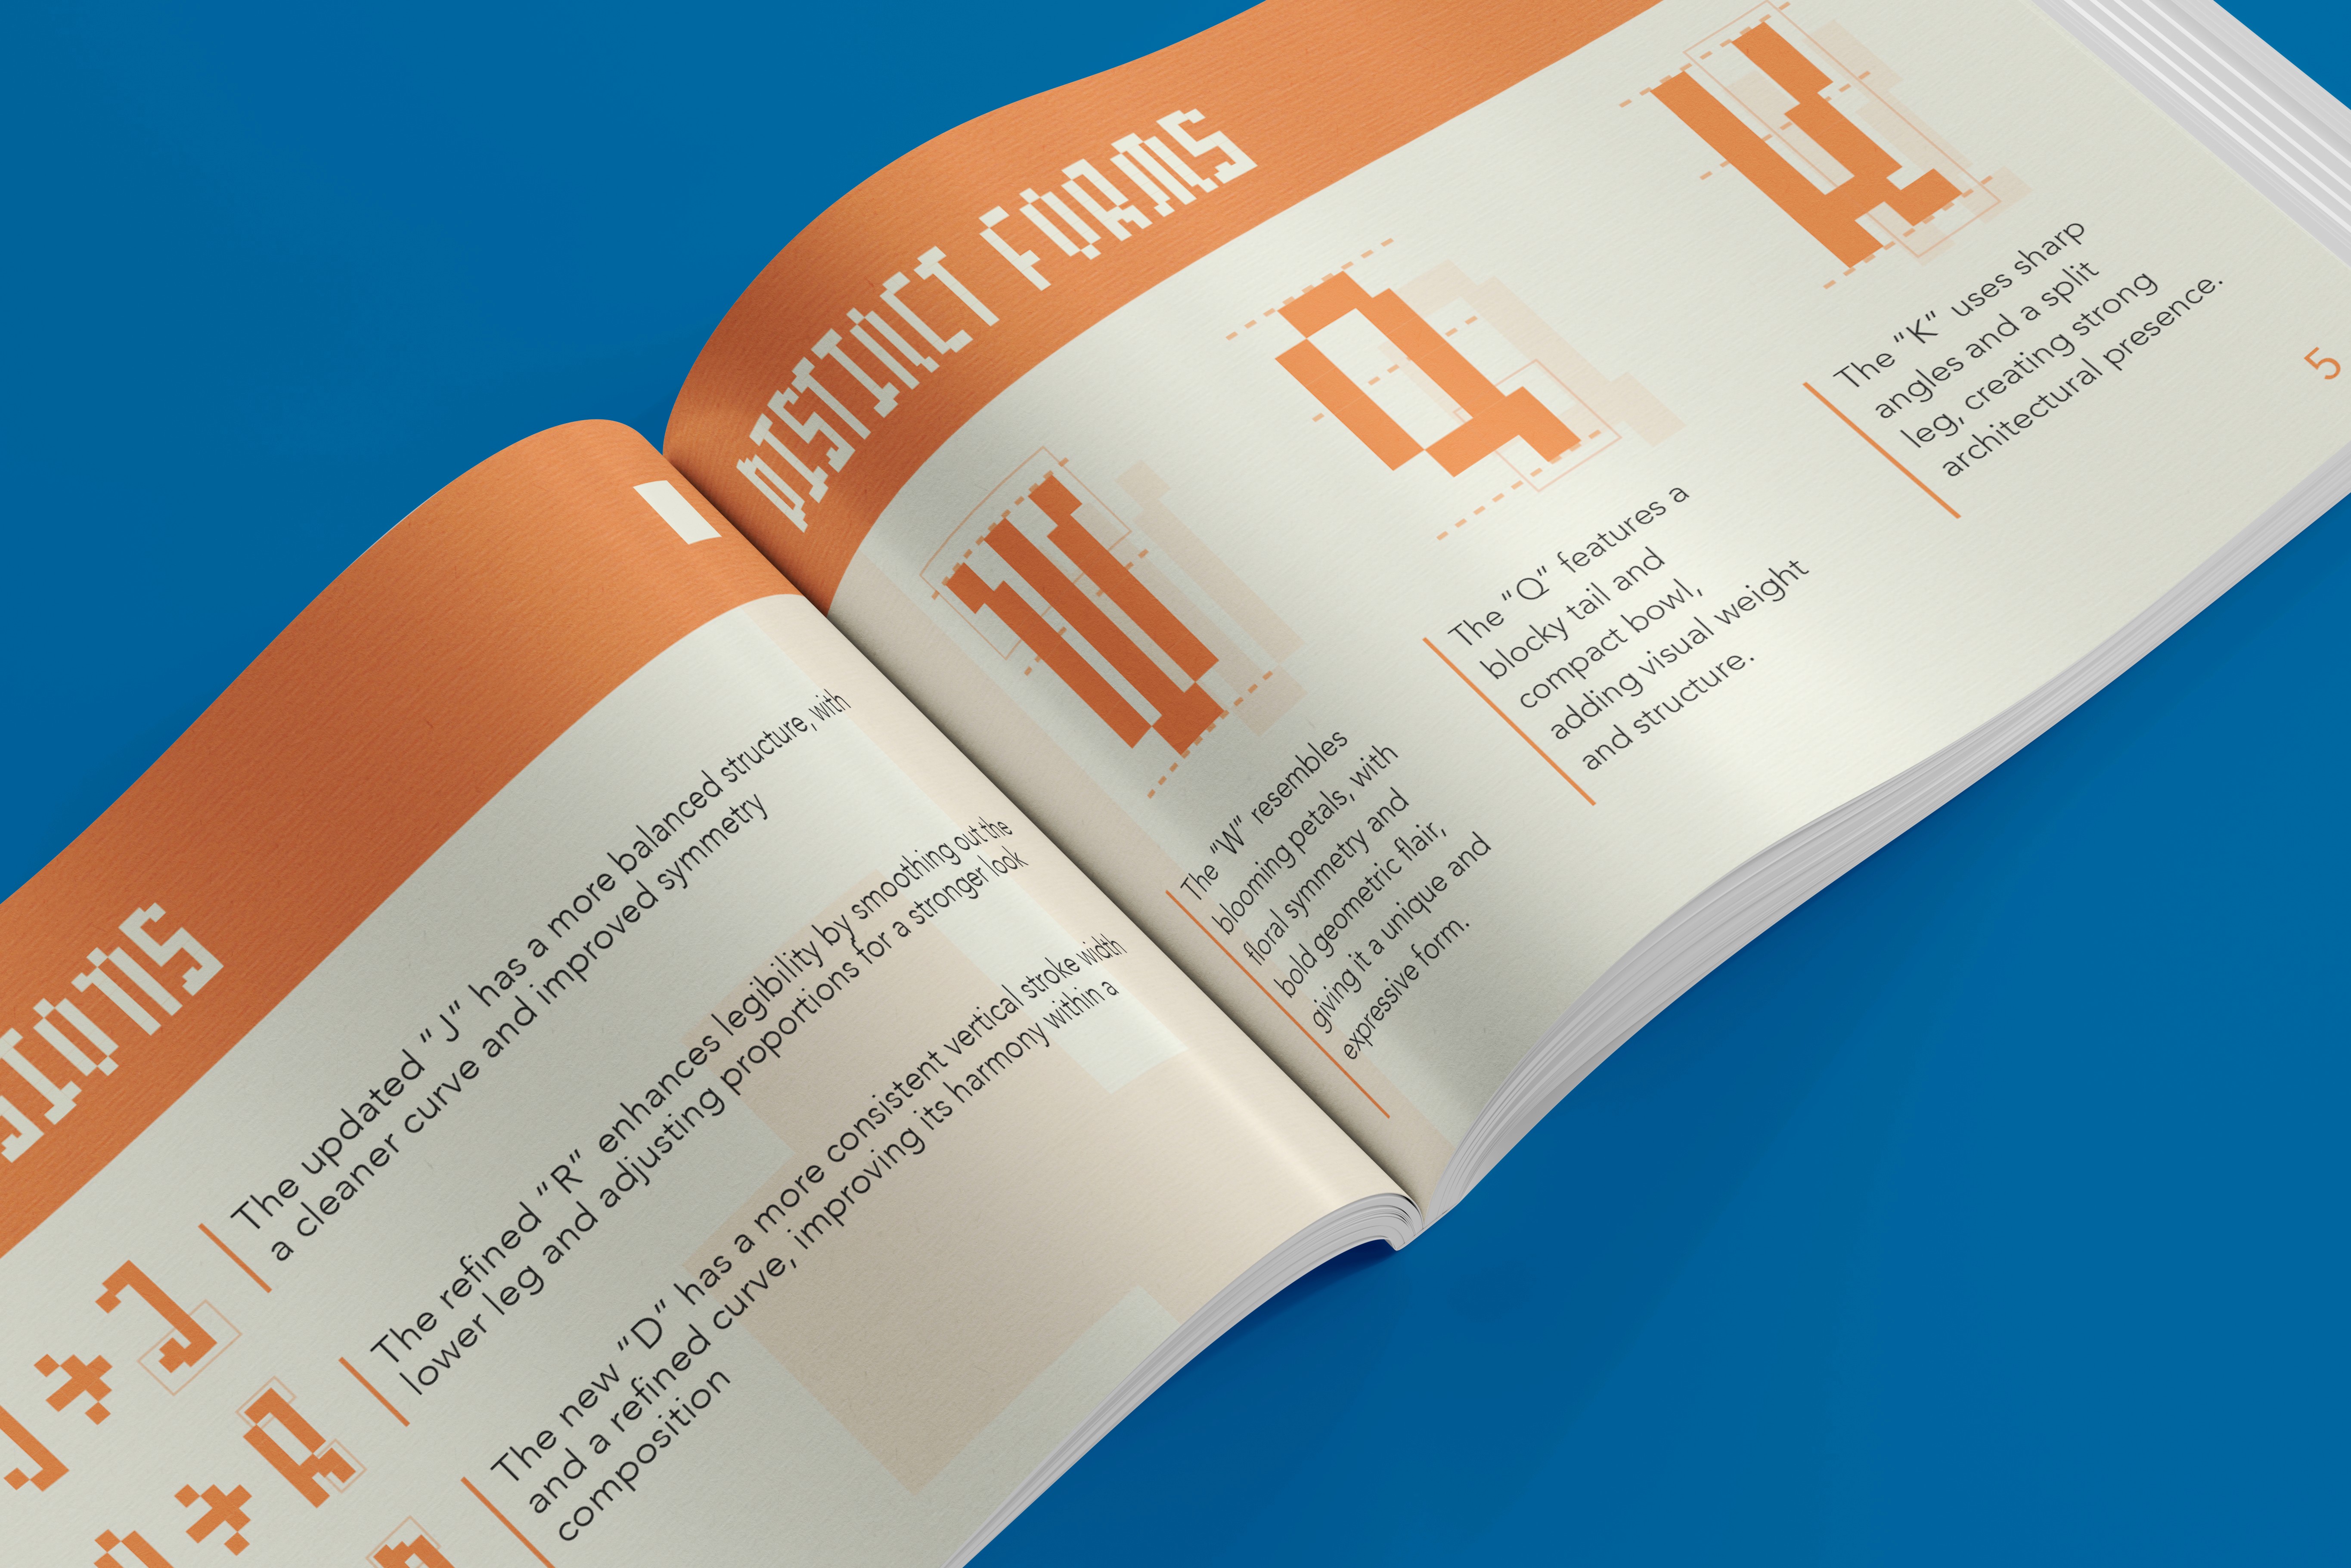 SIONS
The updated "J" has a more balanced structure, with
a cleaner curve and improved symmetry
The refined "R" enhances legibility by smoothing out the
lower leg and adjusting proportions for a stronger look
The new "D" has a more consistent vertical stroke width
and a refined curve, improving its harmony within a
composition
J
J
R
DISTINCT FORMS
W
The "W" resembles
blooming petals, with
floral symmetry and
bold geometric flair,
giving it a unique and
expressive form.
Q
The "Q" features a
blocky tail and
compact bowl,
adding visual weight
and structure.
K
The "K" uses sharp
angles and a split
leg, creating strong
architectural presence.
5